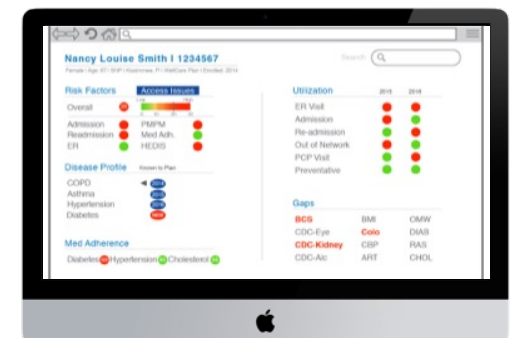 Nancy Louise Smith I 1234567
Search
Risk Factors
Access Issues
Overall
Admission
PMPM
Readmission
Med Adh.
ER
HEDIS
Disease Profile
Known to Plan
COPD
Asthma
Hypertension
Diabetes
Med Adherence
Diabetes Hypertension Cholesterol
Utilization
2015 2016
ER Visit
Admission
Re-admission
Out of Network
PCP Visit
Preventative
Gaps
BCS BMI OMW
CDC-Eye Colo DIAB
CDC-Kidney CBP RAS
ART CHOL